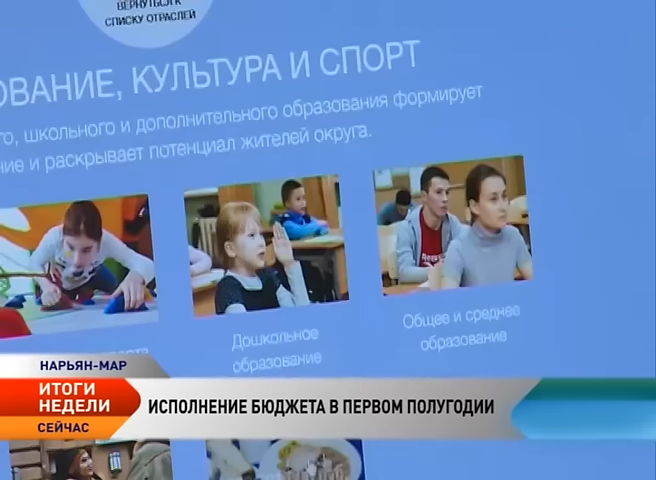 ВЕРНУТЬСЯ К
СПИСКУ ОТРАСЛЕЙ
ОВАНИЕ, КУЛЬТУРА И СПОРТ
го, школьного и дополнительного образования формирует
ние и раскрывает потенциал жителей округа.
Дошкольное
образование
Общее и среднее
образование
НАРЬЯН-МАР
ИТОГИ
НЕДЕЛИ
СЕЙЧАС
ИСПОЛНЕНИЕ БЮДЖЕТА В ПЕРВОМ ПОЛУГОДИИ